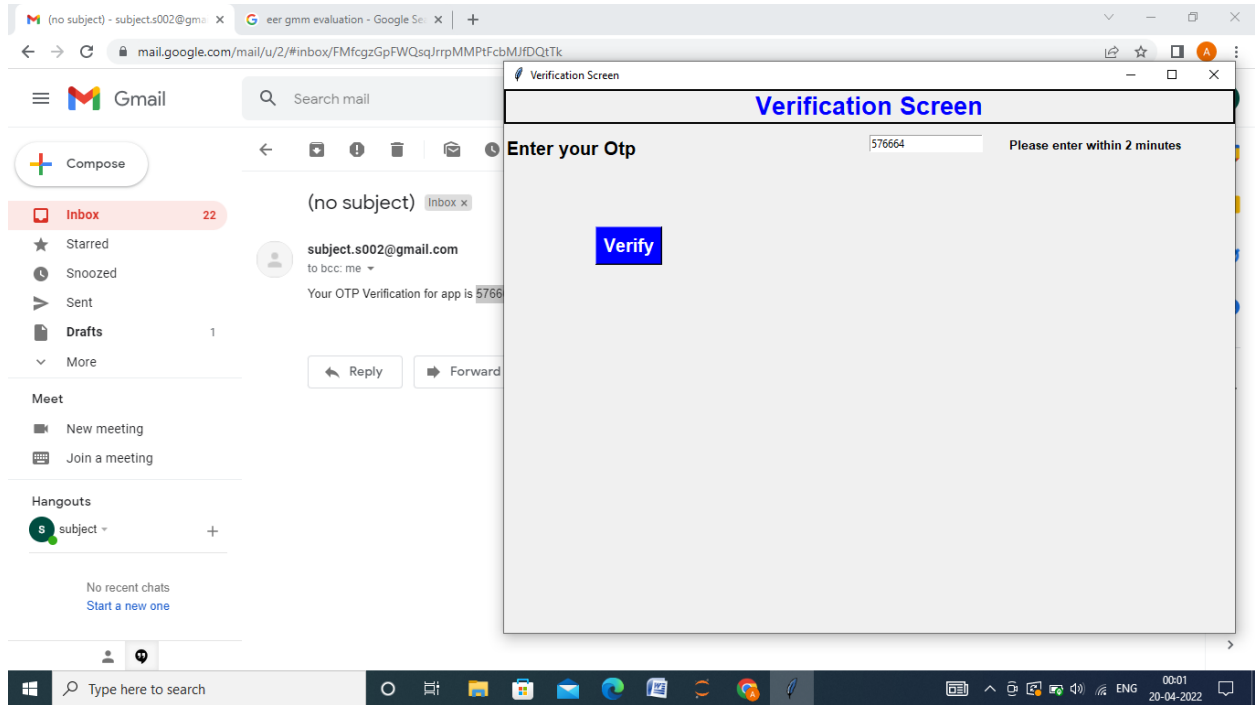 (no subject) - subject.s002@gma
eer gmm evaluation - Google Se
mail.google.com/mail/u/2/#inbox/FMfcgzGpFWQsqJrrpMMPtFcbMJfDQtTk
A
Verification Screen
Gmail
Search mail
Verification Screen
Compose
Enter your Otp
576664
Please enter within 2 minutes
(no subject)
Inbox x
Inbox
22
Starred
subject.s002@gmail.com
Verify
Snoozed
to bcc: me
Sent
Your OTP Verification for app is 5766
Drafts
1
More
Reply
Forward
Meet
New meeting
Join a meeting
Hangouts
S
subject
No recent chats
Start a new one
Type here to search
ENG
00:01
20-04-2022